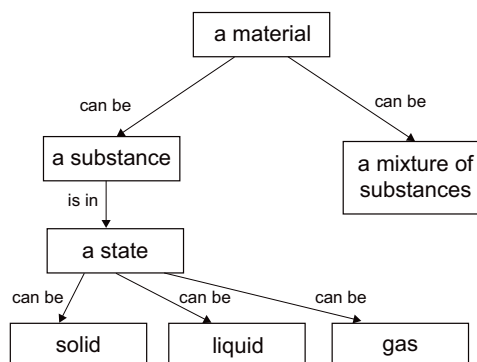 a material
can be
can be
a substance
a mixture of
substances
is in
a state
can be
can be
can be
solid
liquid
gas